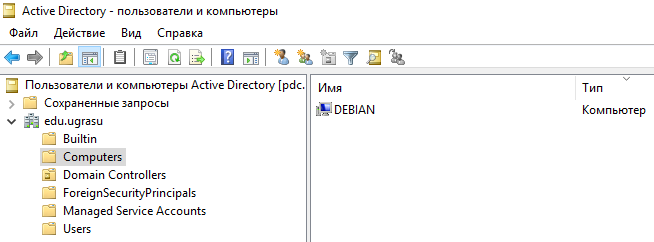 Active Directory - пользователи и компьютеры
Файл Действие Вид Справка
Пользователи и компьютеры Active Directory [pdc.
Сохраненные запросы
edu.ugrasu
Builtin
Computers
Domain Controllers
ForeignSecurityPrincipals
Managed Service Accounts
Users
Имя Тип
DEBIAN Компьютер